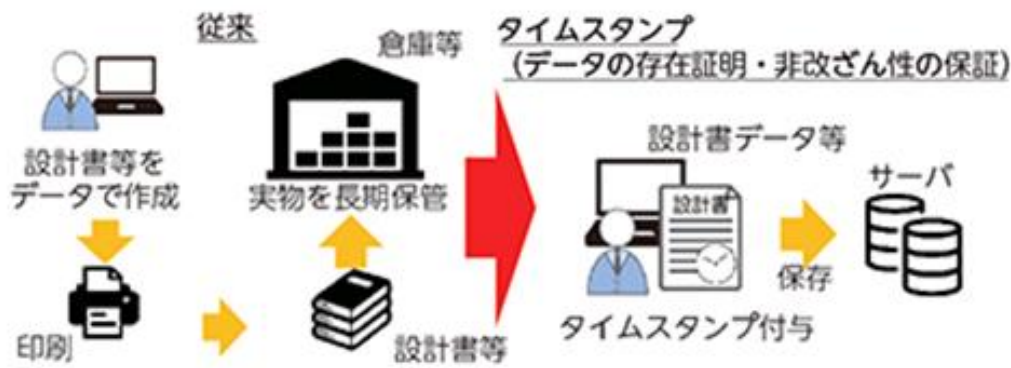 従来
設計書等を
データで作成
印刷
設計書等
倉庫等
実物を長期保管
タイムスタンプ
(データの存在証明・非改ざん性の保証)
設計書データ等
設計書
タイムスタンプ付与
保存
サーバ